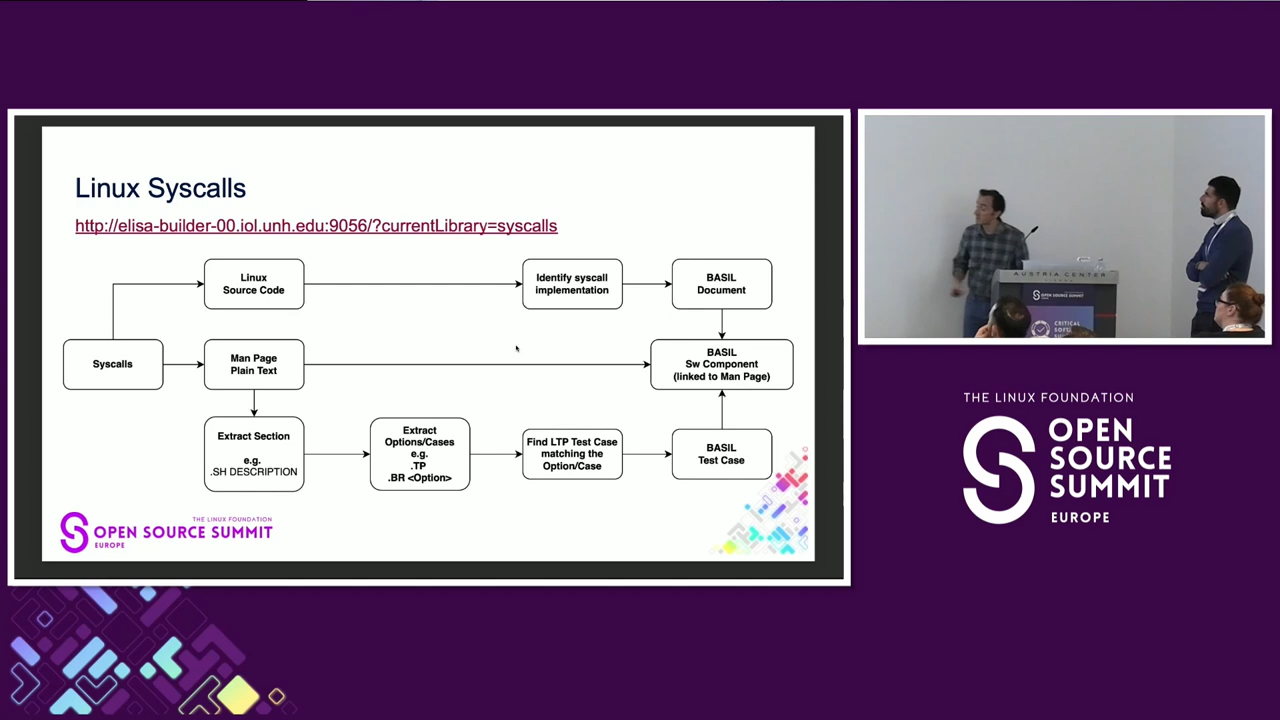 Linux Syscalls
http://elisa-builder-00.iol.unh.edu:9056/?currentLibrary=syscalls
Linux
Source Code
Identify syscall
implementation
BASIL
Document
Syscalls
Man Page
Plain Text
BASIL
Sw Component
(linked to Man Page)
Extract Section
e.g.
.SH DESCRIPTION
Extract
Options/Cases
e.g.
.TP
.BR <Option>
Find LTP Test Case
matching the
Option/Case
BASIL
Test Case
THE LINUX FOUNDATION
OPEN SOURCE SUMMIT
EUROPE
AUSTRIA CENTER
OPEN SOURCE SUMMIT
CRITICAL
THE LINUX FOUNDATION
OPEN
SOURCE
SUMMIT
EUROPE